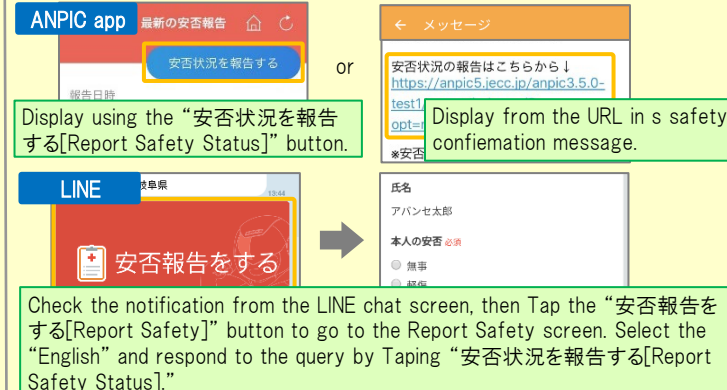 ANPIC app
最新の安否報告
安否状況を報告する
報告日時
Display using the “安否状況を報告
する[Report Safety Status]” button.
or
← メッセージ
安否状況の報告はこちらから↓
https://anpic5.jecc.jp/anpic3.5.0-
test1/
opt=
※安否
Display from the URL in s safety
confiemation message.
LINE
阜県
13:44
安否報告をする
氏名
アバンセ太郎
本人の安否 必須
無事
軽傷
Check the notification from the LINE chat screen, then Tap the “安否報告を
する[Report Safety]” button to go to the Report Safety screen. Select the
“English” and respond to the query by Taping “安否状況を報告する[Report
Safety Status].”